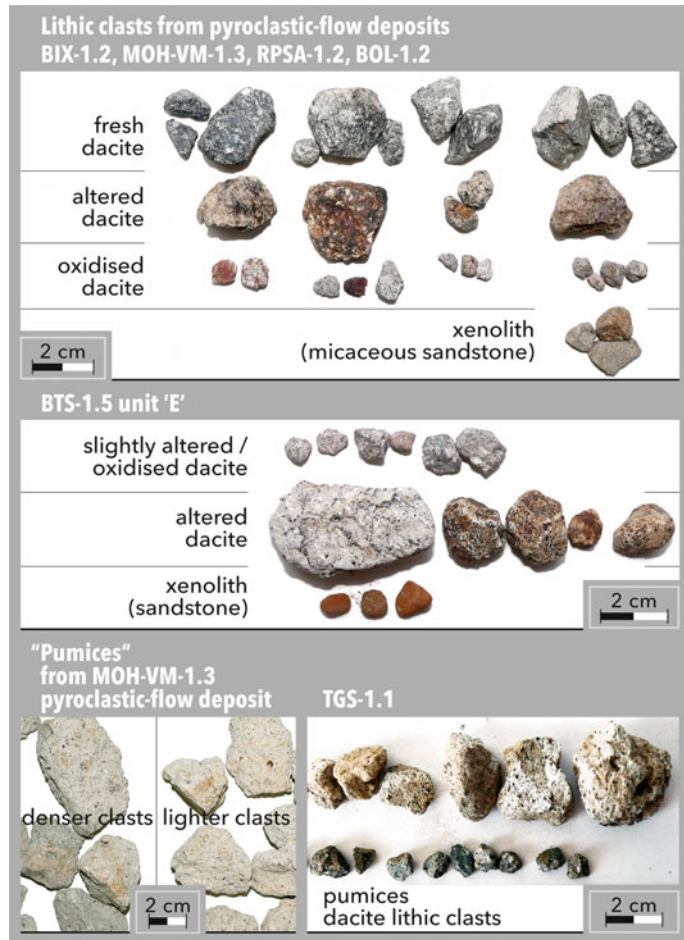 Lithic clasts from pyroclastic-flow deposits
BIX-1.2, MOH-VM-1.3, RPSA-1.2, BOL-1.2
fresh
dacite
altered
dacite
oxidised
dacite
xenolith
(micaceous sandstone)
2 cm
BTS-1.5 unit 'E'
slightly altered /
oxidised dacite
altered
dacite
xenolith
(sandstone)
2 cm
"Pumices"
from MOH-VM-1.3
pyroclastic-flow deposit
denser clasts
lighter clasts
2 cm
TGS-1.1
pumices
dacite lithic clasts
2 cm